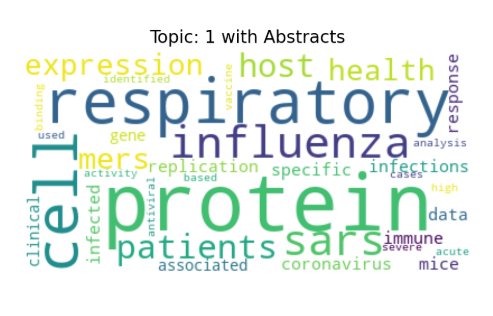 Topic: 1 with Abstracts
expression
identified
host
health
response
binding
respiratory
vaccine
used
gene
influenza
analysis
cell
mers
replication
specific
infections
activity
based
cases
high
clinical
infected
antiviral
protein
data
patients
sars
immune
severe
acute
associated
coronavirus
mice